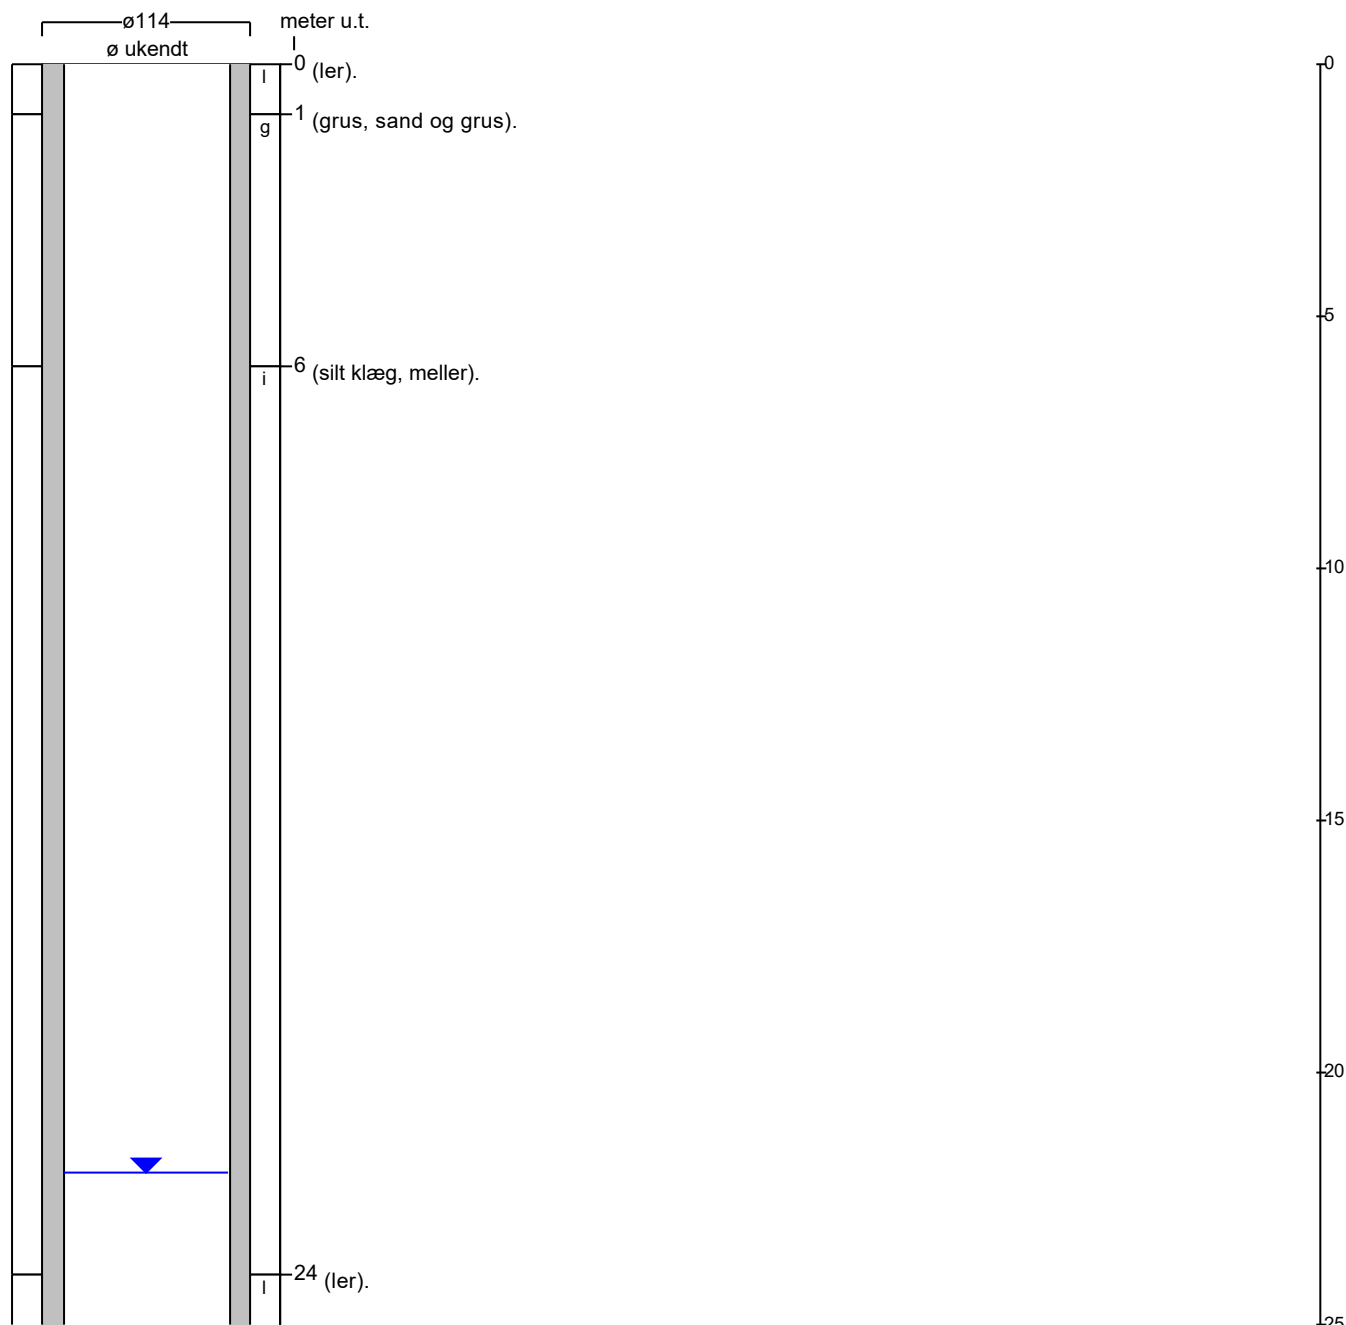 ø114
meter u.t.
ø ukendt
0 (ler).
l
1 (grus, sand og grus).
g
6 (silt klæg, meller).
i
24 (ler).
l
0
5
10
15
20
25